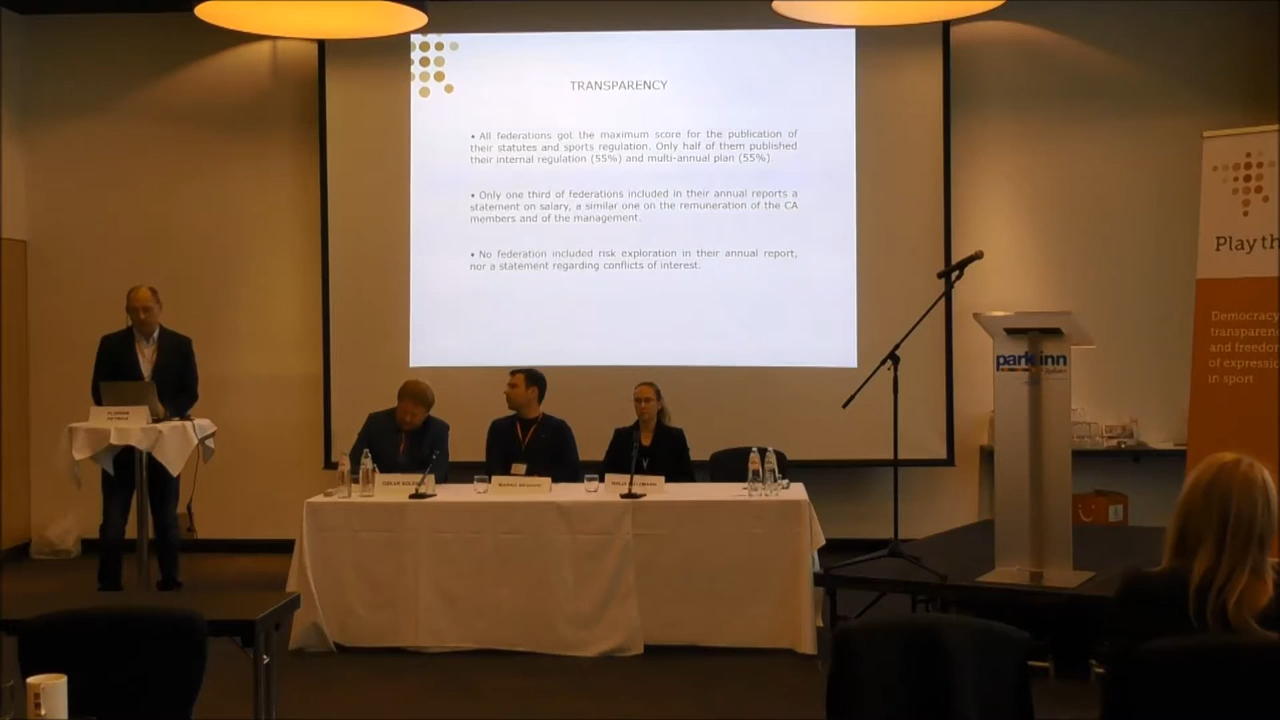 TRANSPARENCY
• All federations got the maximum score for the publication of
their statutes and sports regulation. Only half of them published
their internal regulation (55%) and multi-annual plan (55%).
• Only one third of federations included in their annual reports a
statement on salary, a similar one on the remuneration of the CA
members and of the management.
• No federation included risk exploration in their annual report,
nor a statement regarding conflicts of interest.
Play th
Democracy
transparenc
and freedom
of expressio
in sport
park inn
FLORIAN